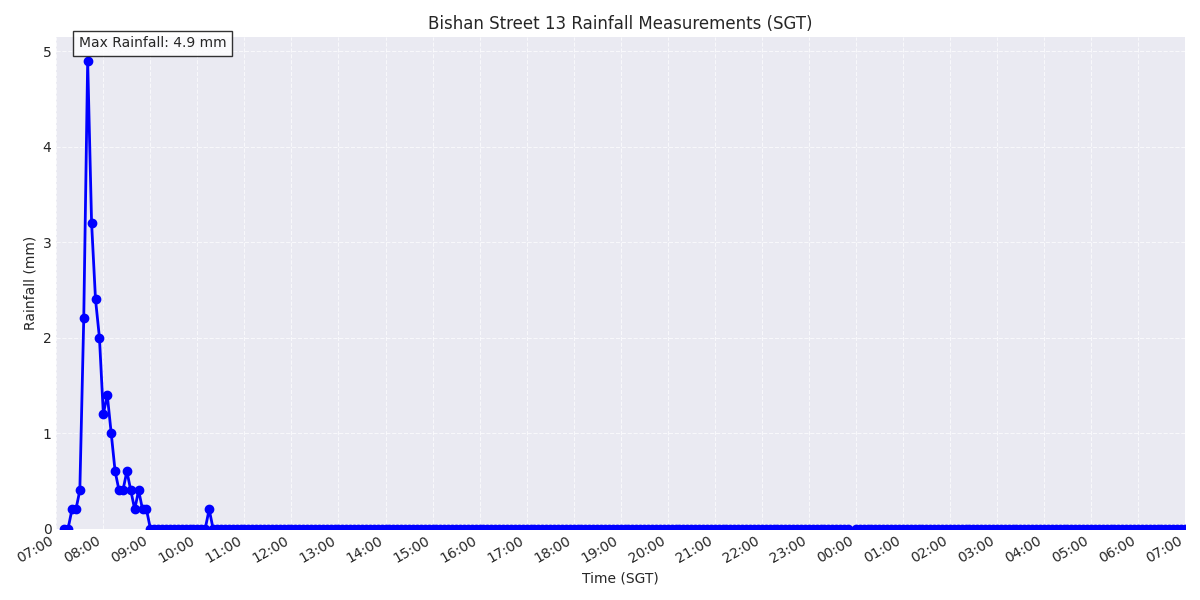 Bishan Street 13 Rainfall Measurements (SGT)
Max Rainfall: 4.9 mm
5
4
3
2
1
0
Rainfall (mm)
07:00 08:00 09:00 10:00 11:00 12:00 13:00 14:00 15:00 16:00 17:00 18:00 19:00 20:00 21:00 22:00 23:00 00:00 01:00 02:00 03:00 04:00 05:00 06:00 07:00
Time (SGT)